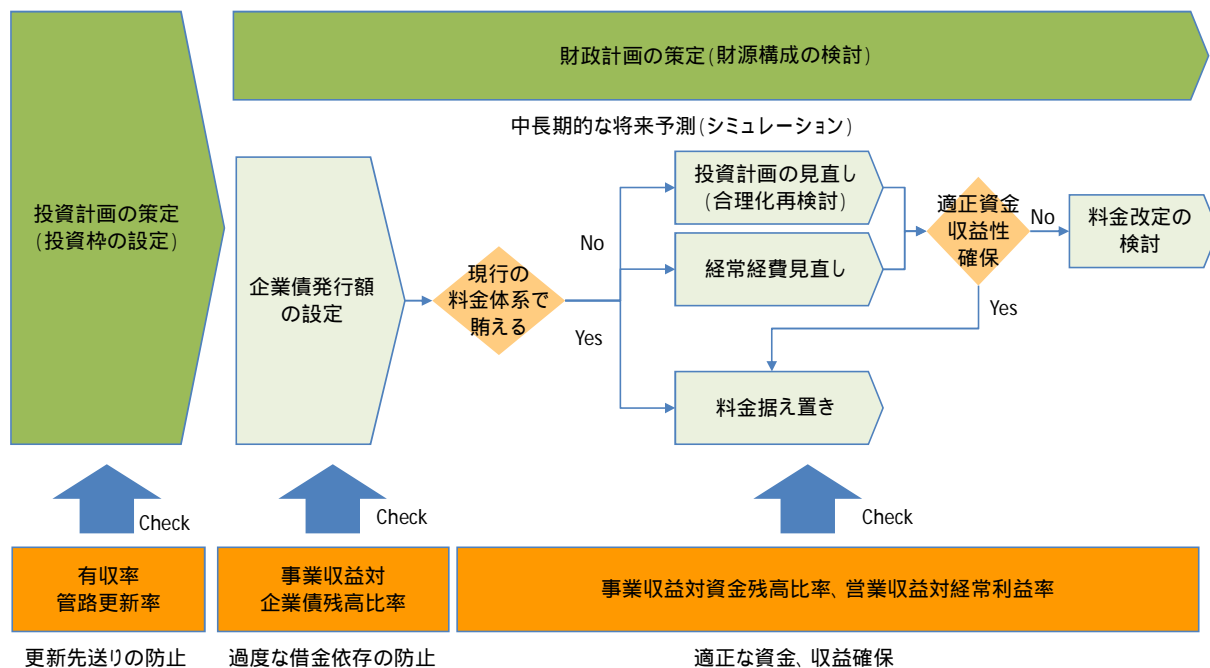 財政計画の策定(財源構成の検討)
中長期的な将来予測(シミュレーション)
投資計画の策定
(投資枠の設定)
企業債発行額
の設定
現行の
料金体系で
賄える
No
Yes
投資計画の見直し
(合理化再検討)
経常経費見直し
料金据え置き
適正資金
収益性
確保
No
Yes
料金改定の
検討
Check
Check
Check
有収率
管路更新率
事業収益対
企業債残高比率
事業収益対資金残高比率、営業収益対経常利益率
更新先送りの防止
過度な借金依存の防止
適正な資金、収益確保